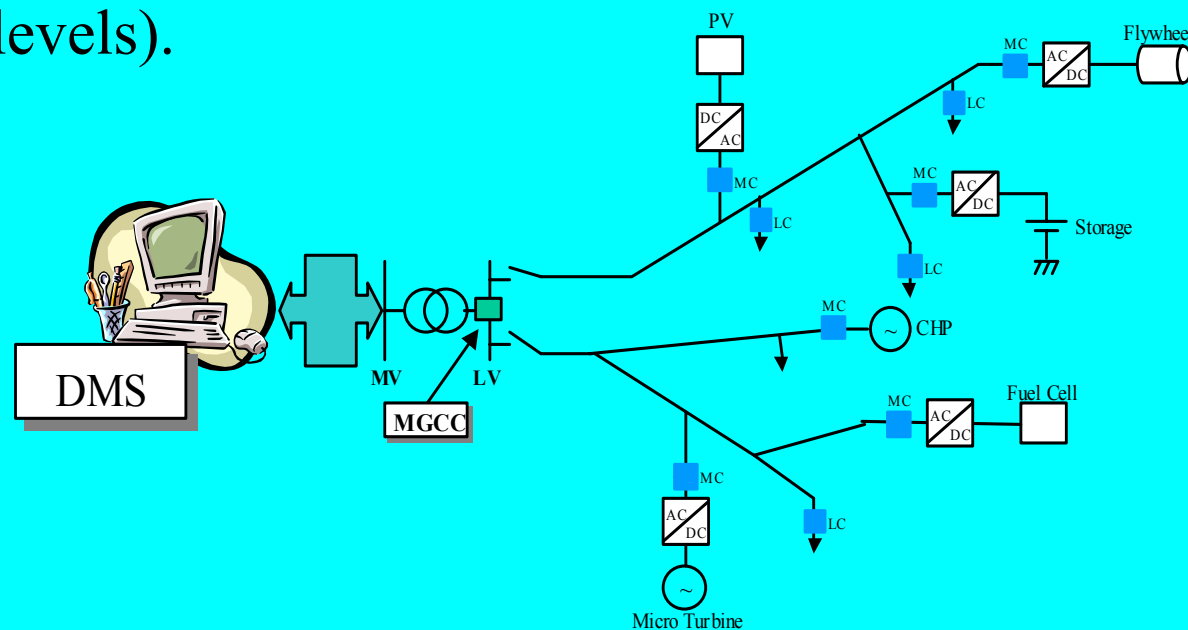 levels).
PV
MC
AC
DC
Flywhee
LC
DC
AC
MC
LC
MC
AC
DC
Storage
LC
MC
~
CHP
DMS
MV
LV
MGCC
Fuel Cell
MC
AC
DC
MC
AC
DC
LC
~
Micro Turbine